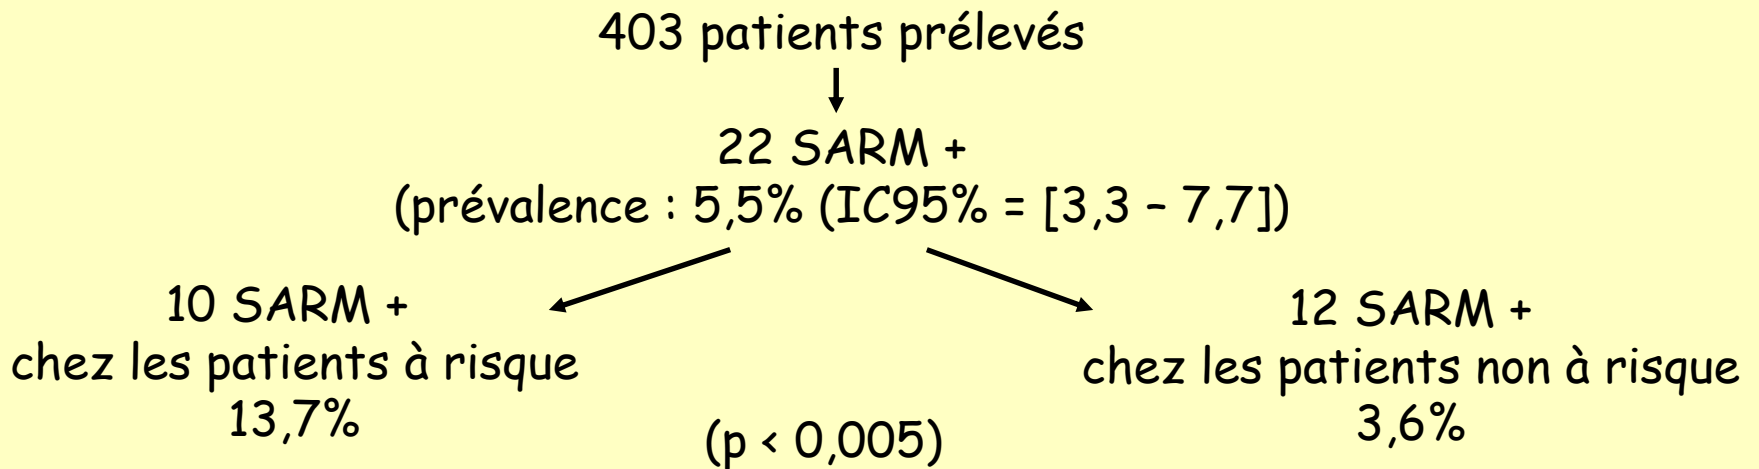 403 patients prélevés
22 SARM +
(prévalence : 5,5% (IC95% = [3,3 – 7,7])
10 SARM +
chez les patients à risque
13,7%
12 SARM +
chez les patients non à risque
3,6%
(p < 0,005)